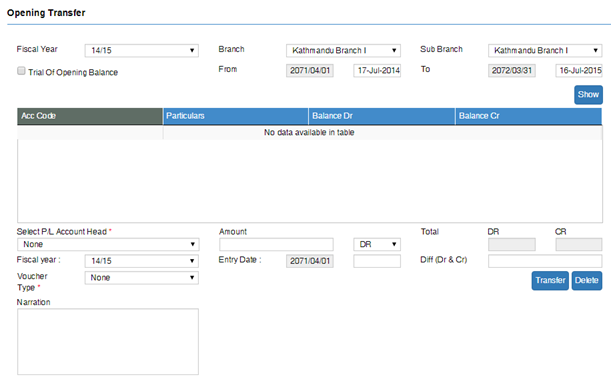 Opening Transfer
Fiscal Year 14/15 Branch Kathmandu Branch I Sub Branch Kathmandu Branch I
Trial Of Opening Balance From 2071/04/01 17-Jul-2014 To 2072/03/31 16-Jul-2015
Show
Acc Code Particulars Balance Dr Balance Cr
No data available in table
Select P/L Account Head * Amount Total DR CR
None DR
Fiscal year : 14/15 Entry Date : 2071/04/01 Diff (Dr & Cr)
Voucher Type * None Transfer Delete
Narration